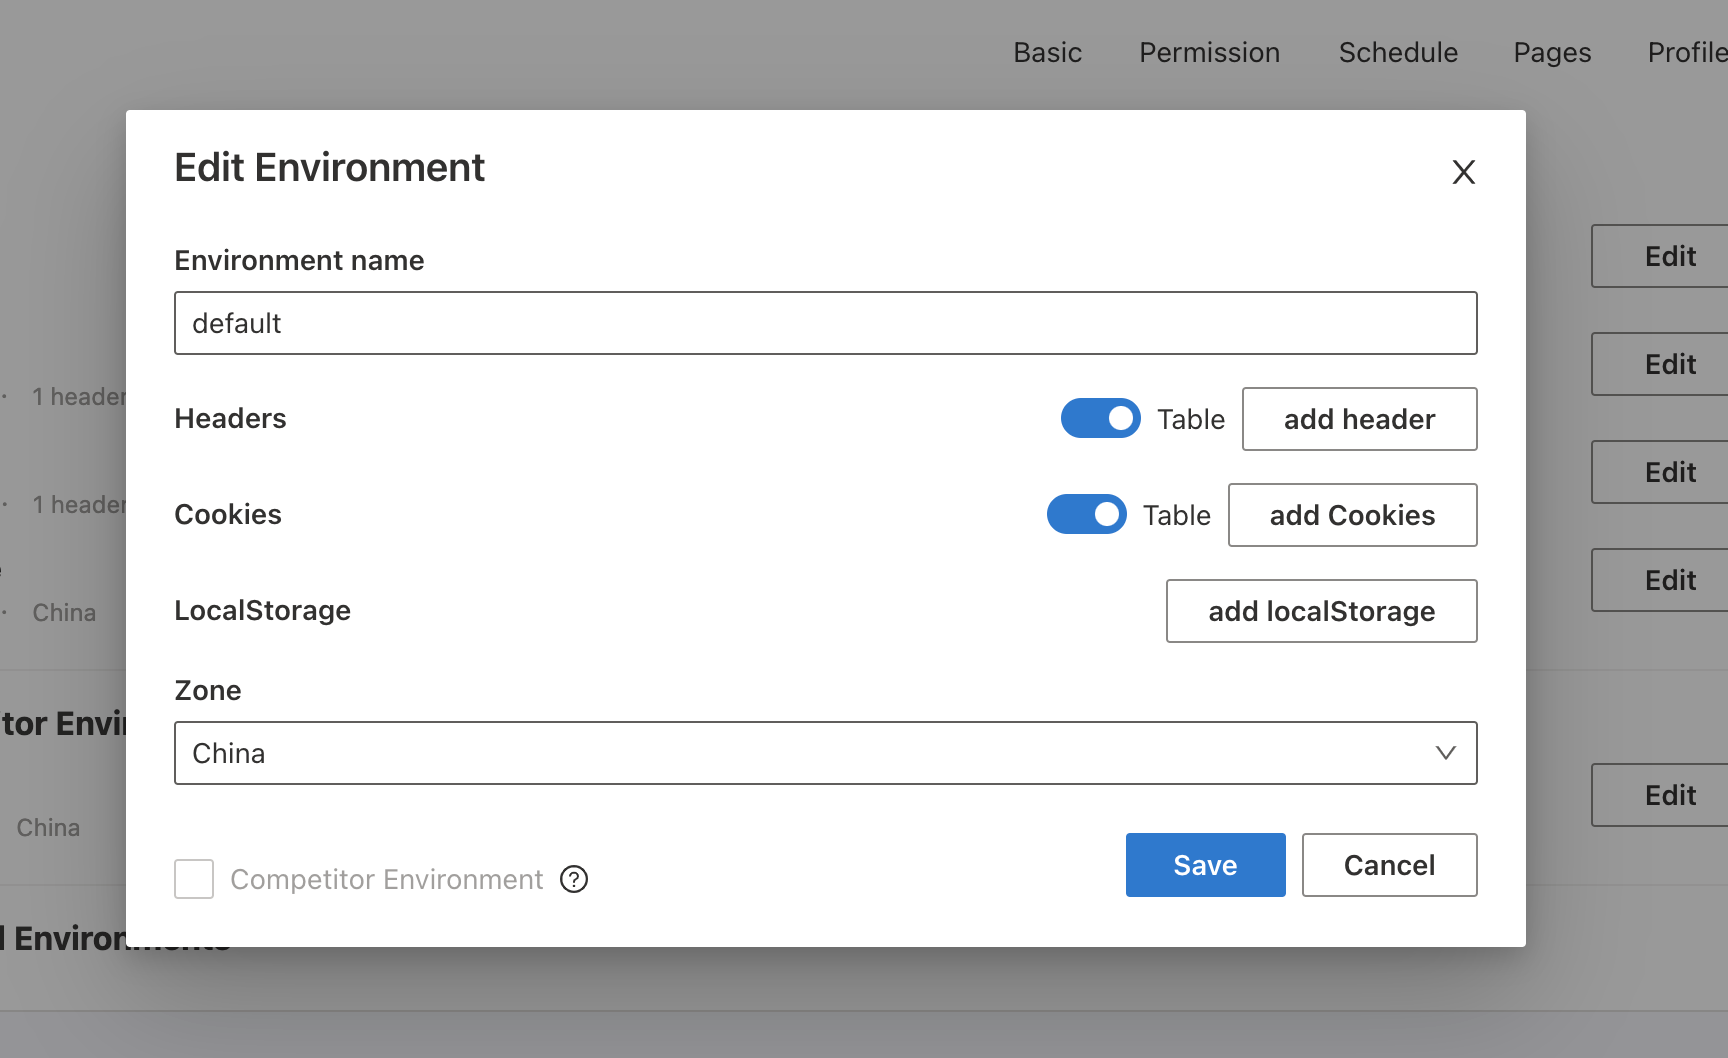 Basic Permission Schedule Pages Profile
Edit Environment
Environment name
default
Headers
Table
add header
Cookies
Table
add Cookies
LocalStorage
add localStorage
Zone
China
Competitor Environment
Save
Cancel
Edit
1 header
Edit
1 header
Edit
China
Edit
tor Envi
China
Edit
Environments